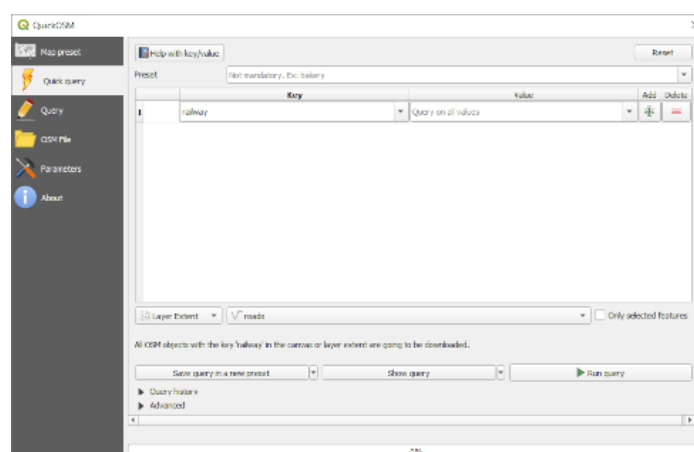 QuickOSM
Map preset
Quick query
Query
OSM File
Parameters
About
Help with key/value
Reset
Preset
Not mandatory. Ex: bakery
Key Value Add Delete
1 railway Query on all values
Layer Extent roads Only selected features
All OSM objects with the key 'railway' in the canvas or layer extent are going to be downloaded.
Save query in a new preset Show query Run query
Query history
Advanced
0%